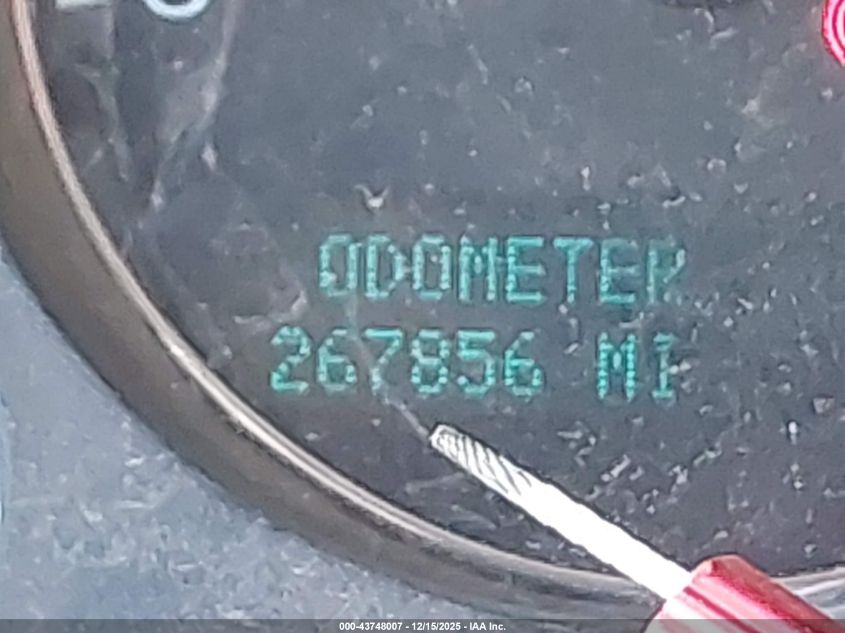 ODOMETER
267856 MI
000-43748007 - 12/15/2025 - IAA Inc.